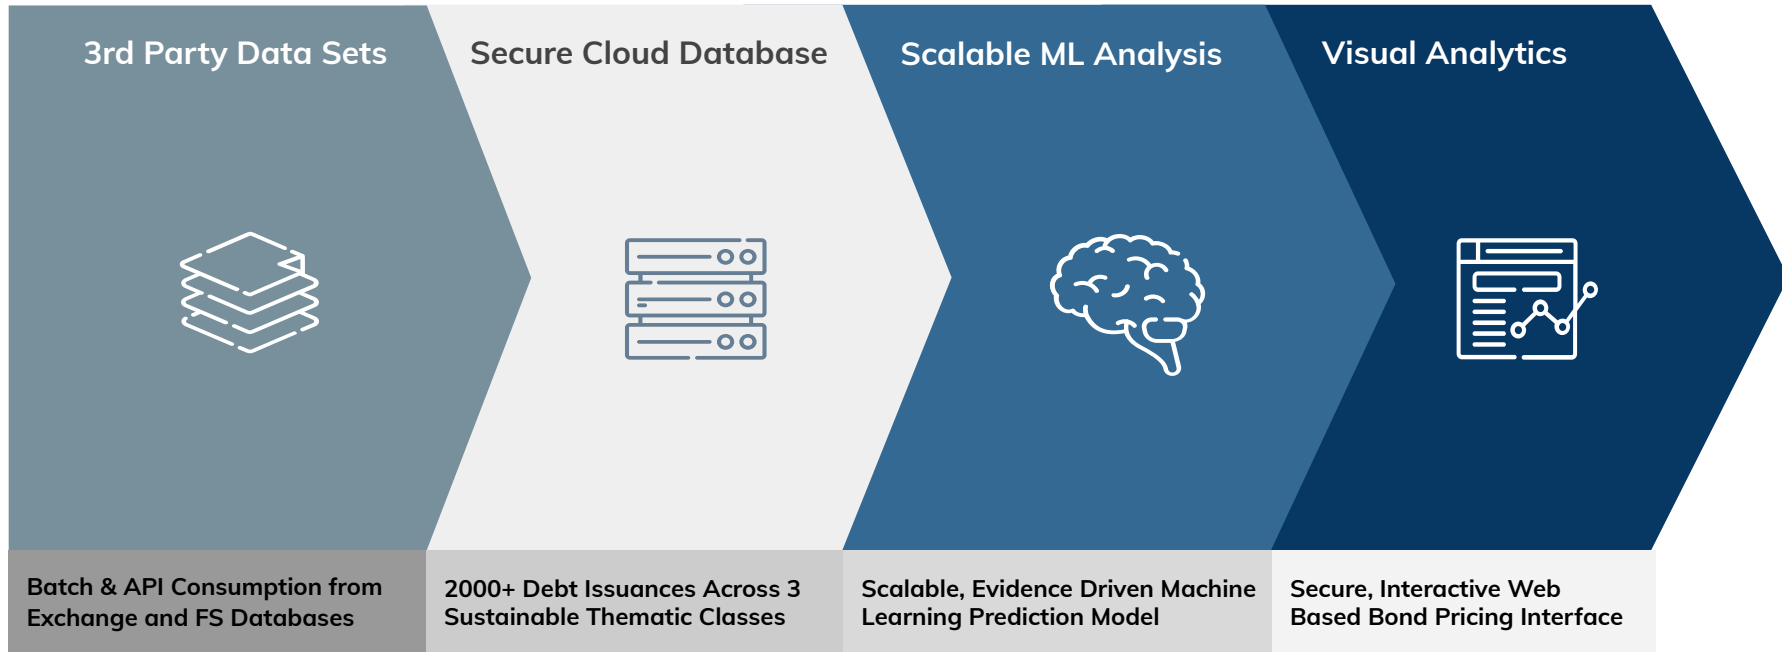 3rd Party Data Sets
Secure Cloud Database
Scalable ML Analysis
Visual Analytics
Batch & API Consumption from
Exchange and FS Databases
2000+ Debt Issuances Across 3
Sustainable Thematic Classes
Scalable, Evidence Driven Machine
Learning Prediction Model
Secure, Interactive Web
Based Bond Pricing Interface